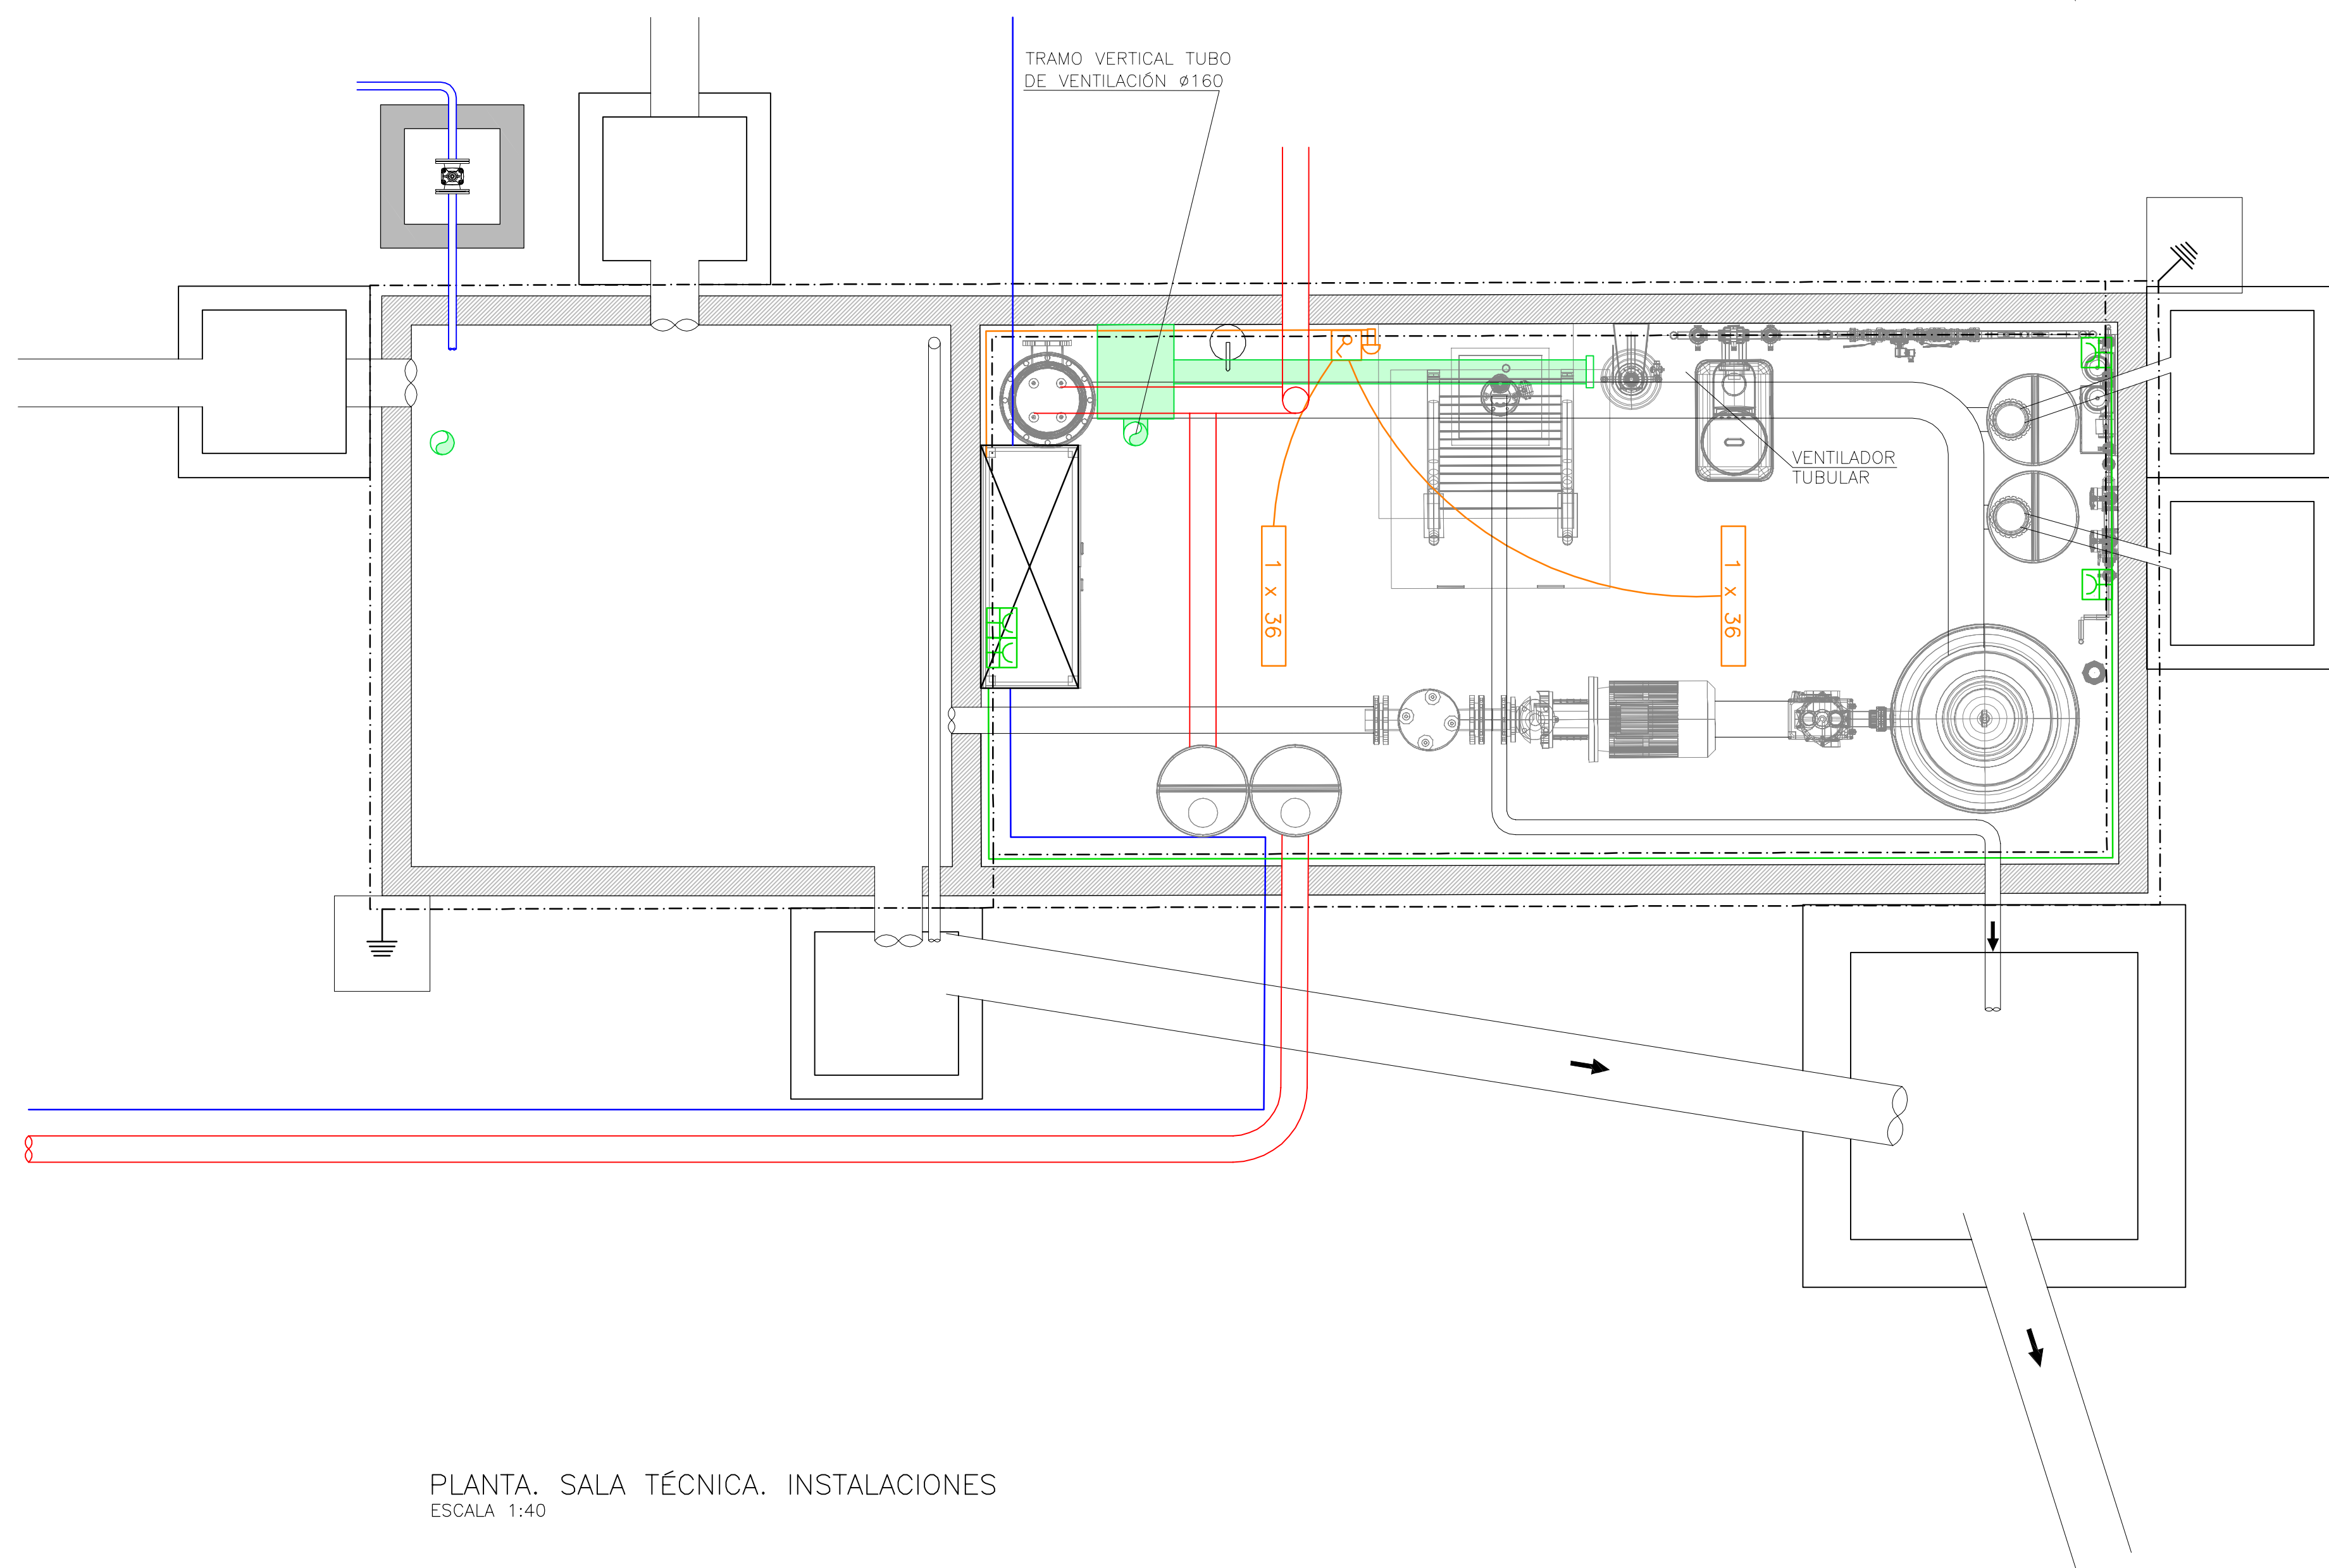 TRAMO VERTICAL TUBO
DE VENTILACIÓN ø160
VENTILADOR
TUBULAR
1 x 36
1 x 36
PLANTA. SALA TÉCNICA. INSTALACIONES
ESCALA 1:40